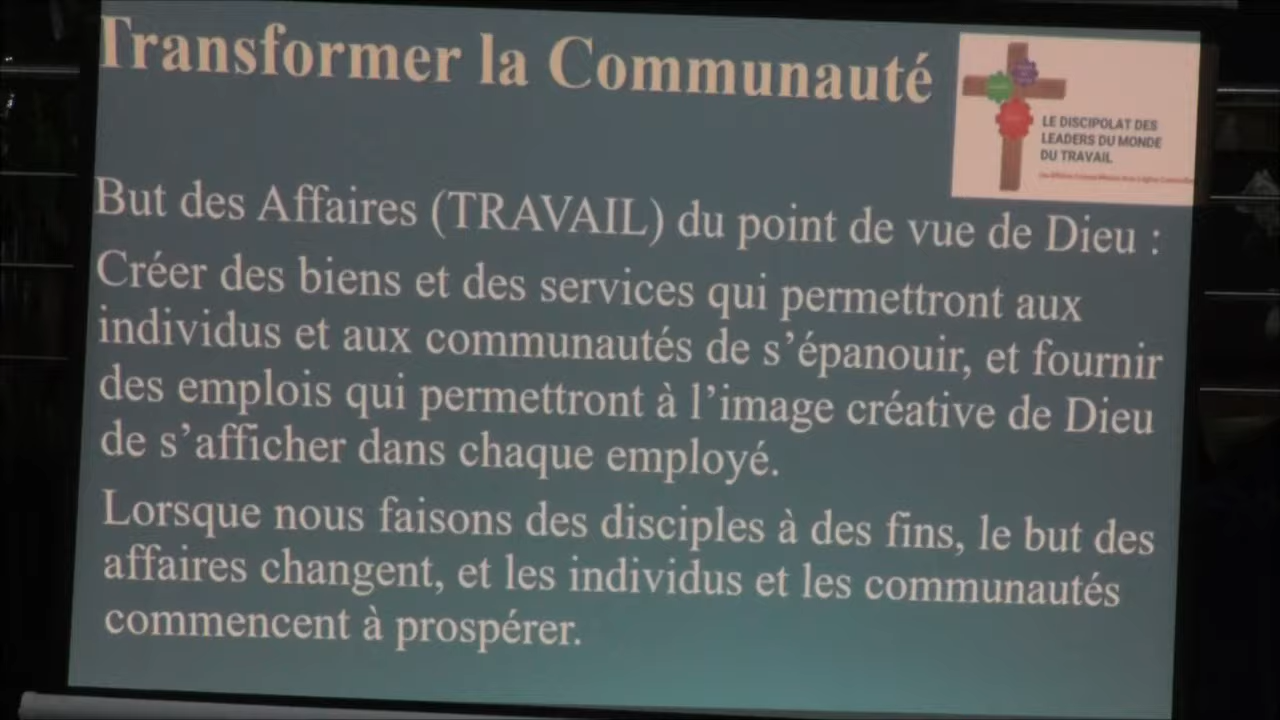 Transformer la Communauté
LE DISCIPOLAT DES
LEADERS DU MONDE
DU TRAVAIL
But des Affaires (TRAVAIL) du point de vue de Dieu :
Créer des biens et des services qui permettront aux
individus et aux communautés de s’épanouir, et fournir
des emplois qui permettront à l’image créative de Dieu
de s’afficher dans chaque employé.
Lorsque nous faisons des disciples à des fins, le but des
affaires changent, et les individus et les communautés
commencent à prospérer.